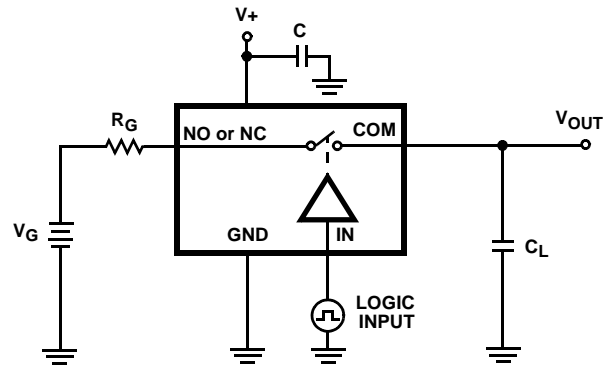 V+
C
RG
NO or NC
COM
VOUT
VG
GND
IN
CL
LOGIC
INPUT